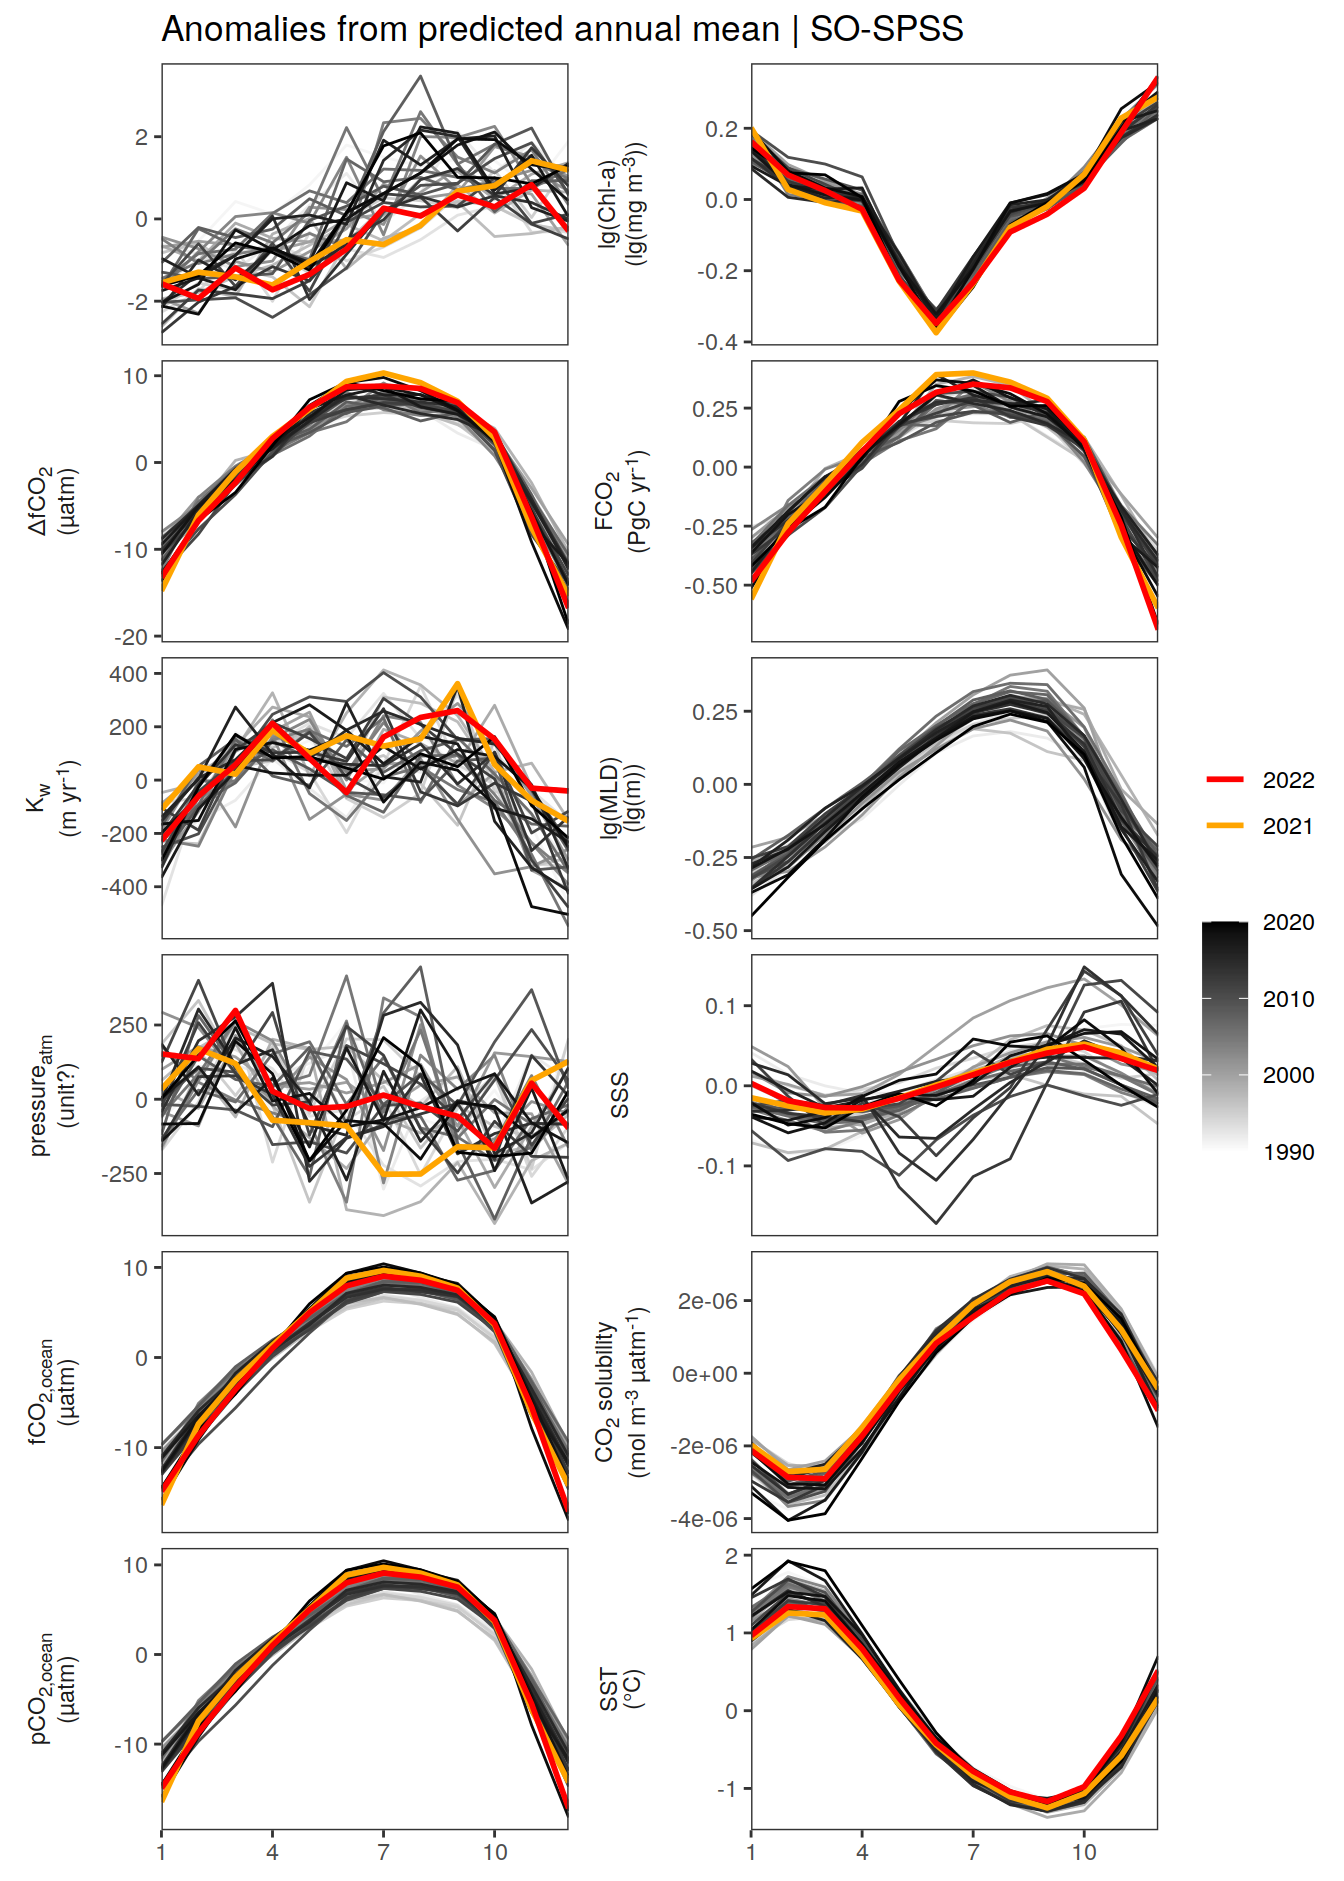 Anomalies from predicted annual mean | SO-SPSS
2
0
-2
lg(Chl-a)
(lg(mg m-3))
0.2
0.0
-0.2
-0.4
ΔfCO2
(µatm)
10
0
-10
-20
FCO2
(PgC yr-1)
0.25
0.00
-0.25
-0.50
Kw
(m yr-1)
400
200
0
-200
-400
lg(MLD)
(lg(m))
0.25
0.00
-0.25
-0.50
pressureatm
(unit?)
250
0
-250
SSS
0.1
0.0
-0.1
fCO2,ocean
(µatm)
10
0
-10
CO2 solubility
(mol m-3 µatm-1)
2e-06
0e+00
-2e-06
-4e-06
pCO2,ocean
(µatm)
10
0
-10
SST
(°C)
2
1
0
-1
1 4 7 10
1 4 7 10
2022
2021
2020
2010
2000
1990